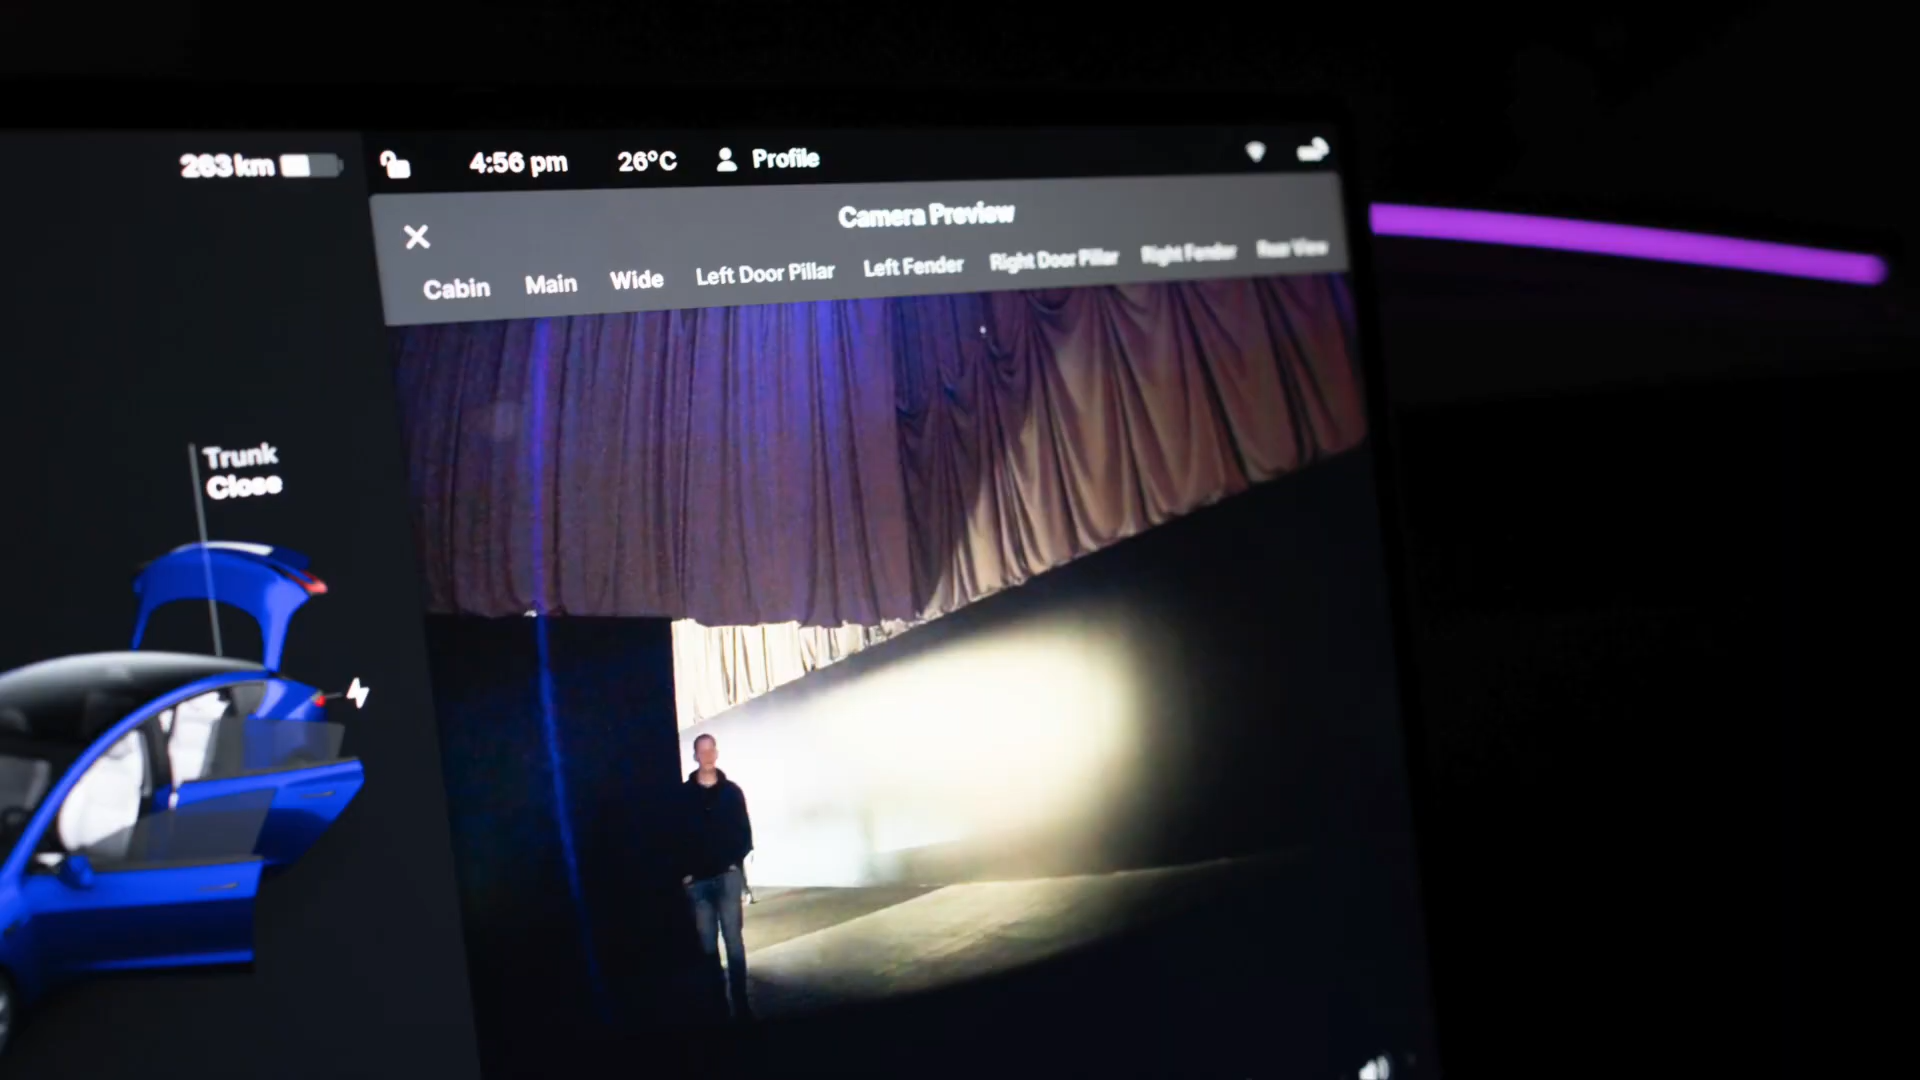 263 km
4:56 pm
26°C
Profile
Camera Preview
Cabin
Main
Wide
Left Door Pillar
Left Fender
Right Door Pillar
Right Fender
Rear View
Trunk
Close